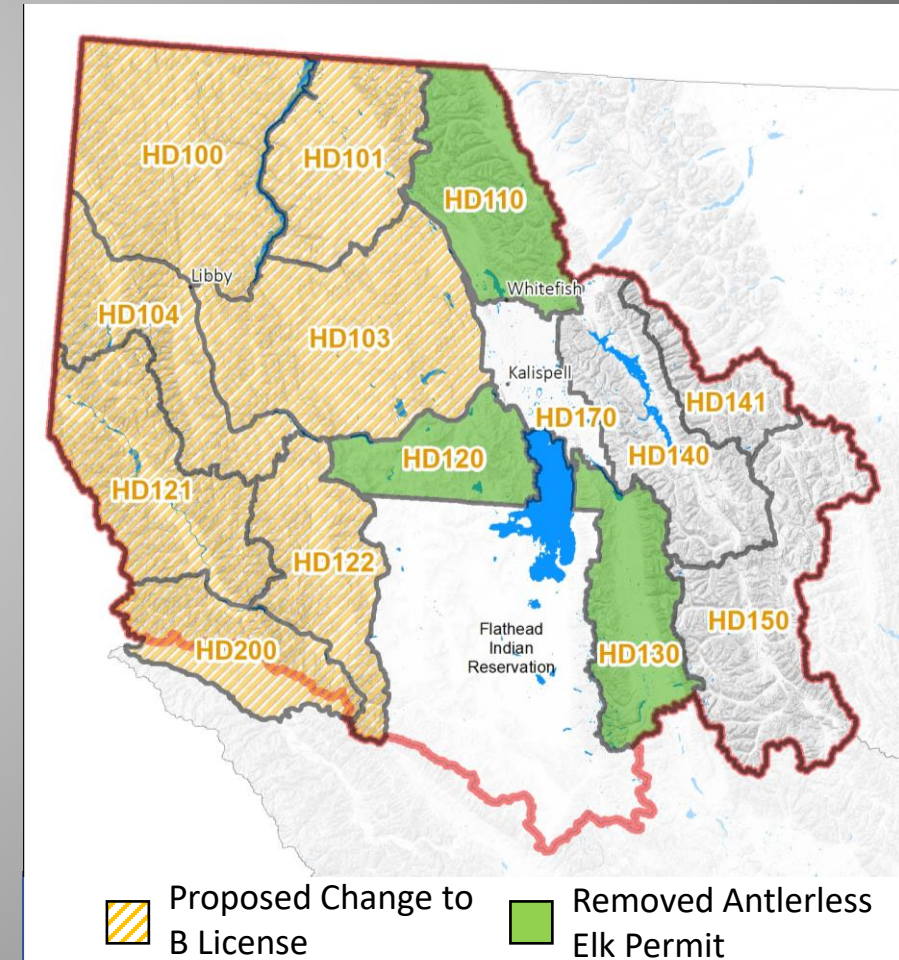 HD100
HD101
HD110
Libby
Whitefish
HD104
HD103
Kalispell
HD141
HD170
HD120
HD140
HD121
HD122
HD150
Flathead
Indian
Reservation
HD200
HD130
Proposed Change to
B License
Removed Antlerless
Elk Permit